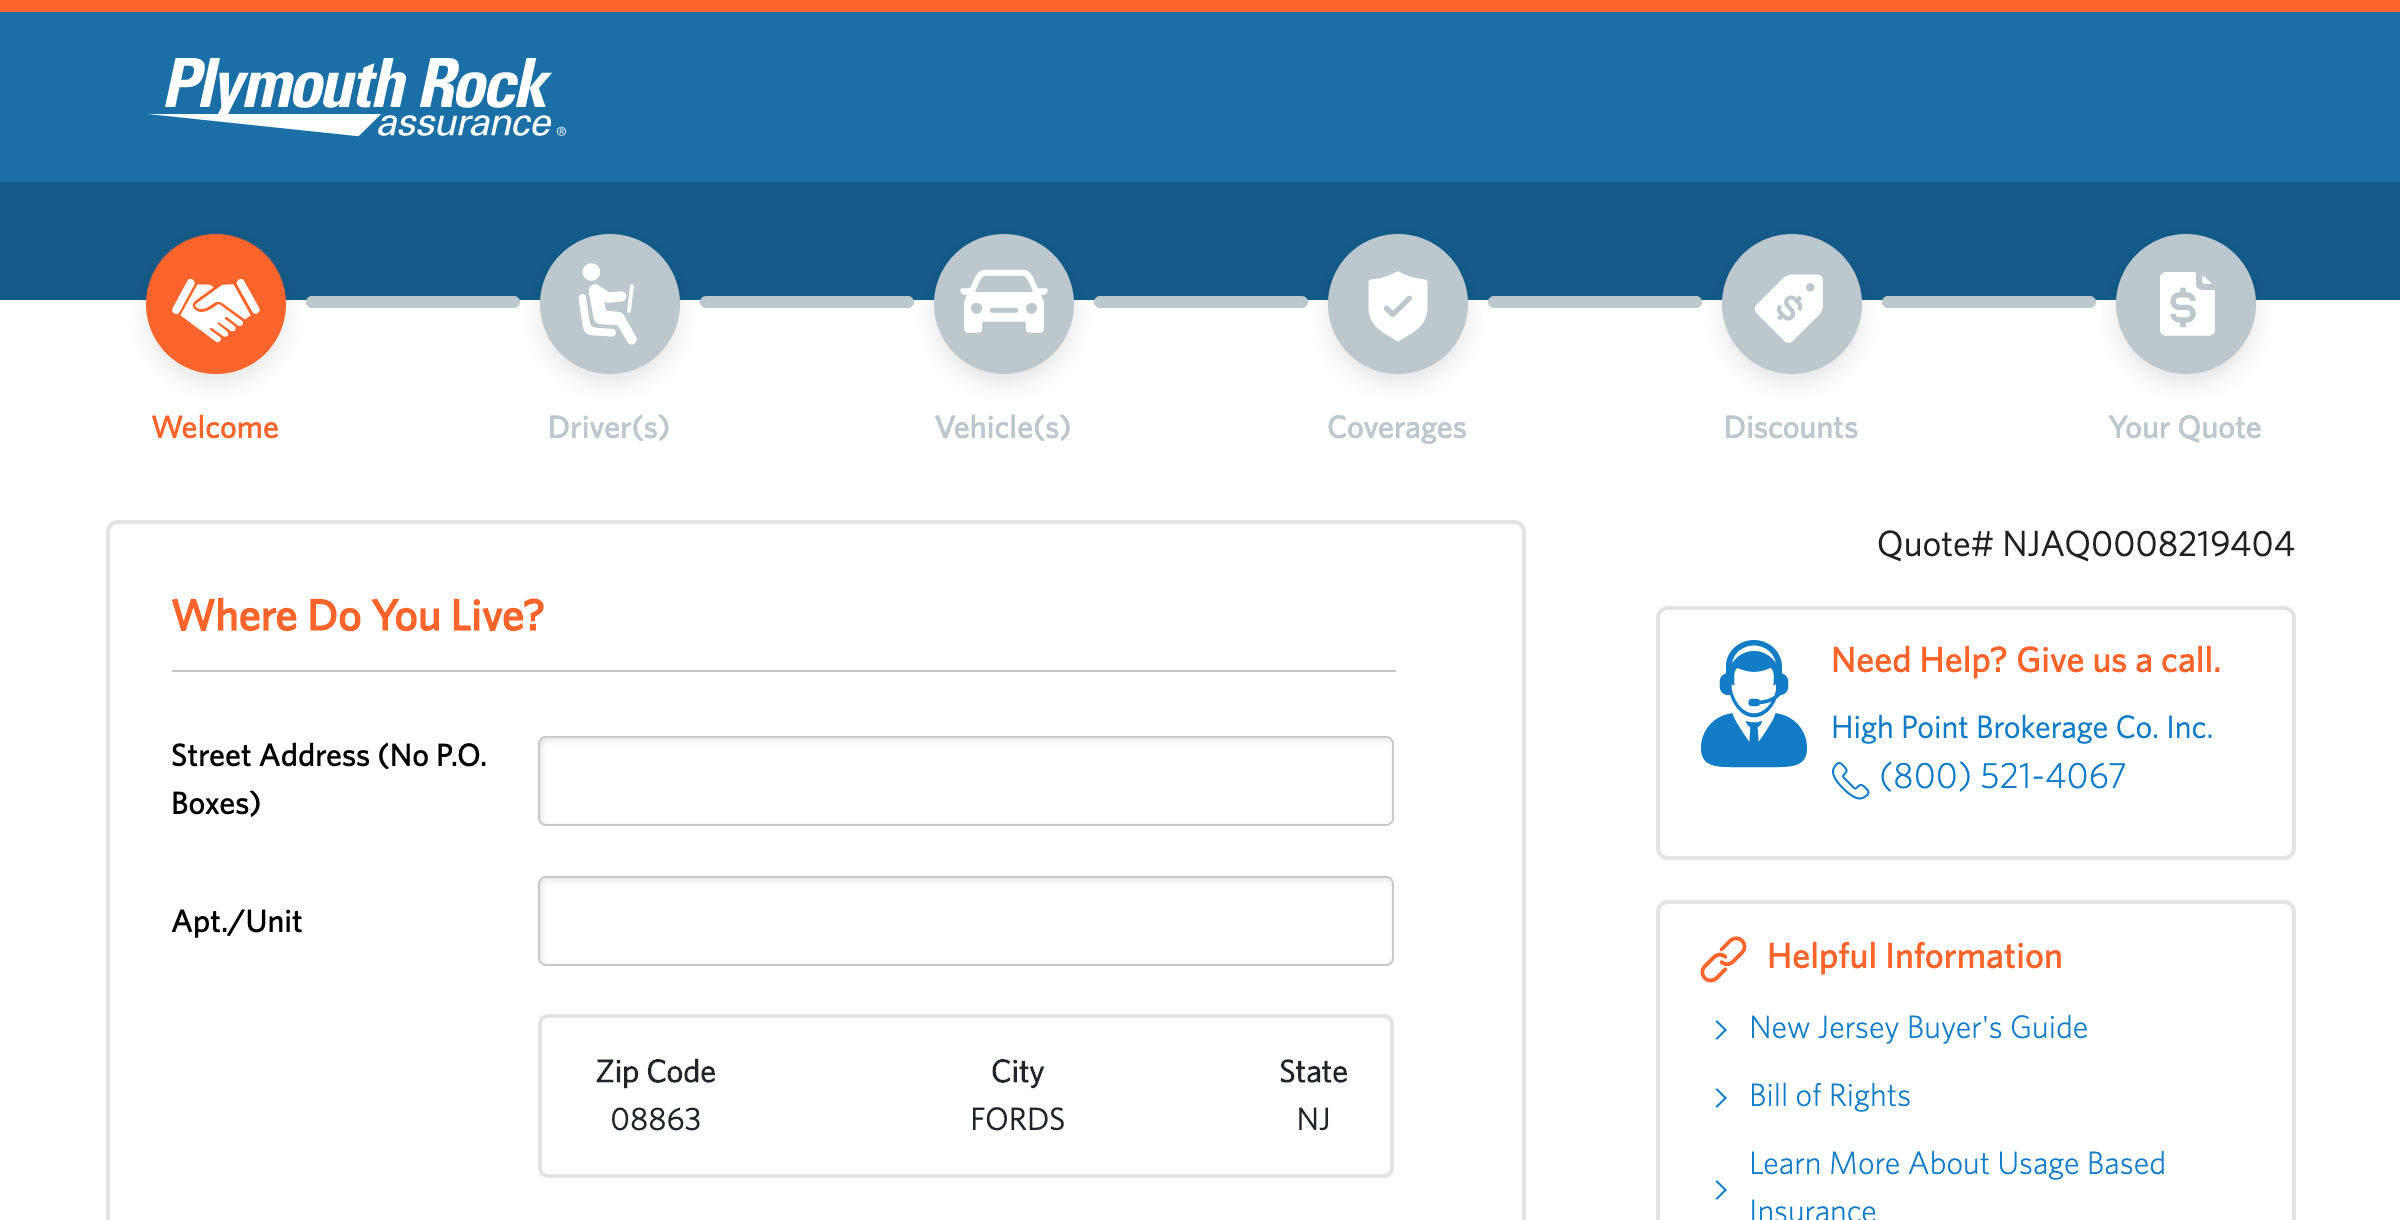 Plymouth Rock
assurance ®
Welcome
Driver(s)
Vehicle(s)
Coverages
Discounts
Your Quote
Quote# NJAQ0008219404
Where Do You Live?
Street Address (No P.O.
Boxes)
Apt./Unit
Zip Code City State
08863 FORDS NJ
Need Help? Give us a call.
High Point Brokerage Co. Inc.
(800) 521-4067
Helpful Information
New Jersey Buyer's Guide
Bill of Rights
Learn More About Usage Based
Insurance